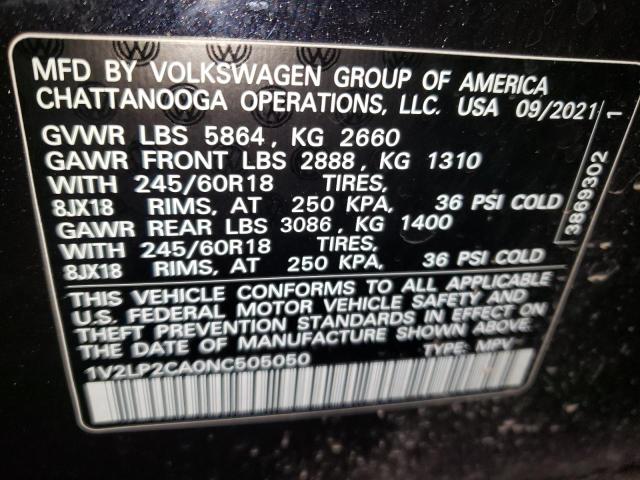 MFD BY VOLKSWAGEN GROUP OF AMERICA
CHATTANOOGA OPERATIONS, LLC. USA 09/2021
GVWR LBS 5864, KG 2660
GAWR FRONT LBS 2888, KG 1310
WITH 245/60R18 TIRES,
8JX18 RIMS, AT 250 KPA, 36 PSI COLD
GAWR REAR LBS 3086, KG 1400
WITH 245/60R18 TIRES,
8JX18 RIMS, AT 250 KPA, 36 PSI COLD
THIS VEHICLE CONFORMS TO ALL APPLICABLE
U.S. FEDERAL MOTOR VEHICLE SAFETY AND
THEFT PREVENTION STANDARDS IN EFFECT ON
THE DATE OF MANUFACTURE SHOWN ABOVE.
1V2LP2CA0NC505050 TYPE: MPV
3869302 1